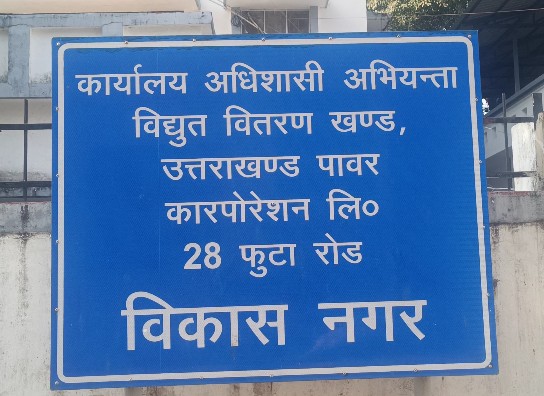 कार्यालय अधिशासी अभियन्ता
विद्युत वितरण खण्ड,
उत्तराखण्ड पावर
कारपोरेशन लि०
28 फुटा रोड
विकास नगर